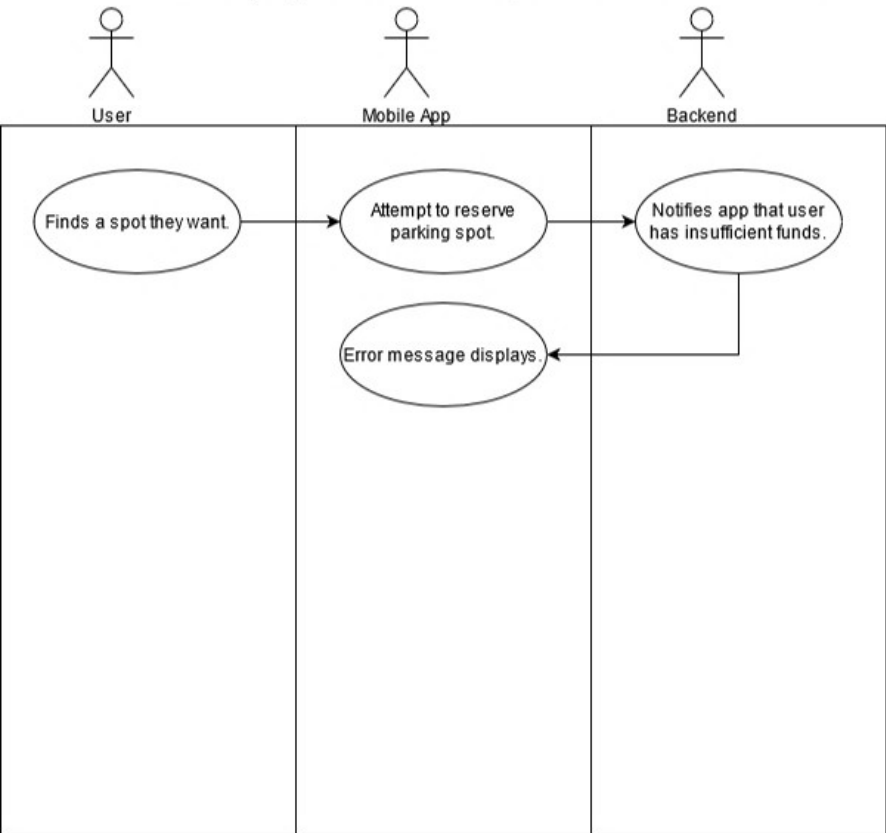 User
Mobile App
Backend
Finds a spot they want.
Attempt to reserve
parking spot.
Notifies app that user
has insufficient funds.
Error message displays.